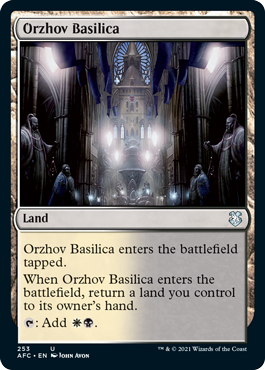 Orzhov Basilica
Land
Orzhov Basilica enters the battlefield
tapped.
When Orzhov Basilica enters the
battlefield, return a land you control
to its owner's hand.
: Add .
253 U
AFC • EN John Avon
™ & © 2021 Wizards of the Coast